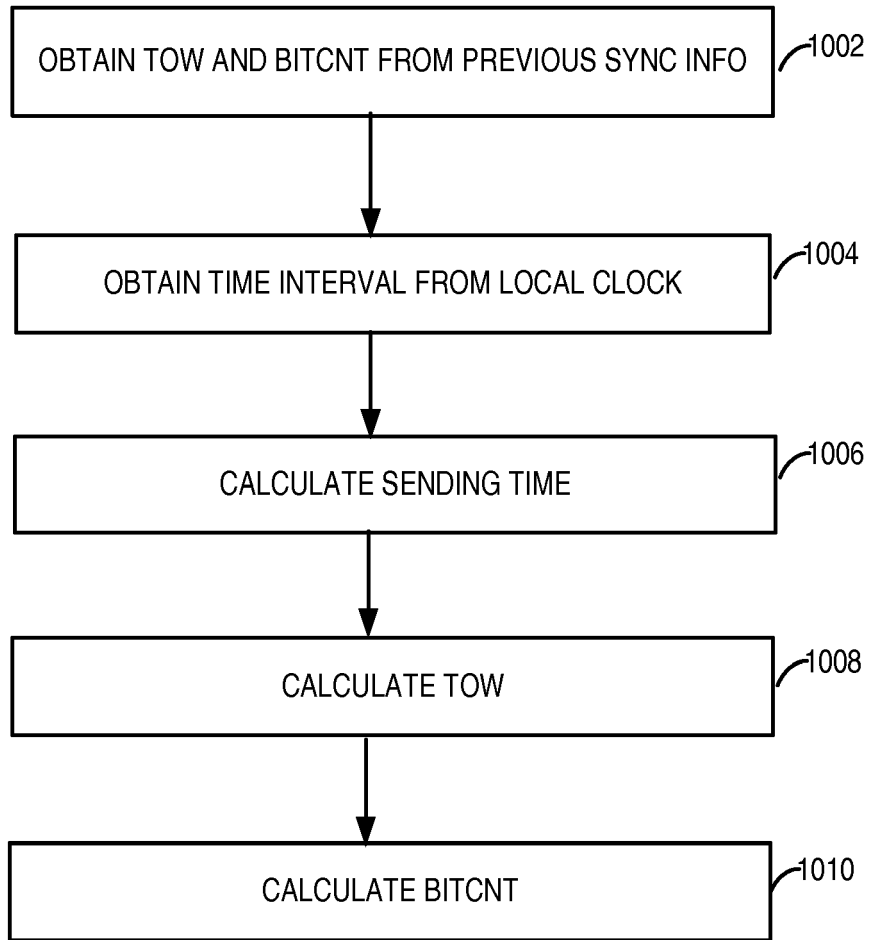 OBTAIN TOW AND BITCNT FROM PREVIOUS SYNC INFO
1002
OBTAIN TIME INTERVAL FROM LOCAL CLOCK
1004
CALCULATE SENDING TIME
1006
CALCULATE TOW
1008
CALCULATE BITCNT
1010